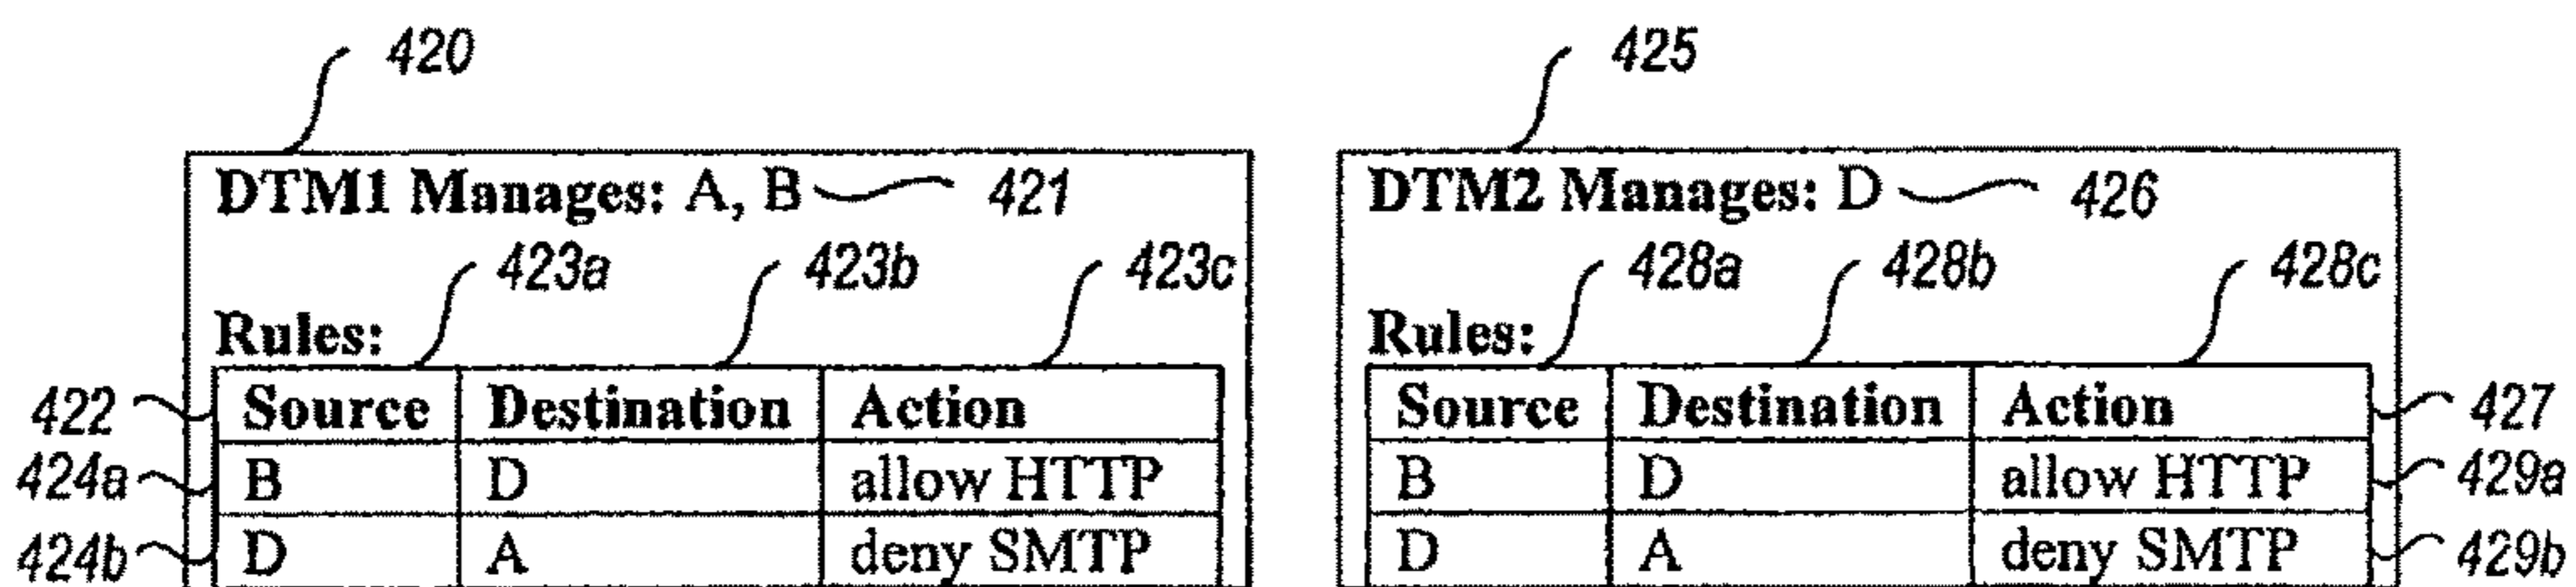 420
425
DTM1 Manages: A, B 421
DTM2 Manages: D 426
423a 423b 423c
428a 428b 428c
Rules:
Rules:
422 Source Destination Action
Source Destination Action 427
424a B D allow HTTP
B D allow HTTP 429a
424b D A deny SMTP
D A deny SMTP 429b